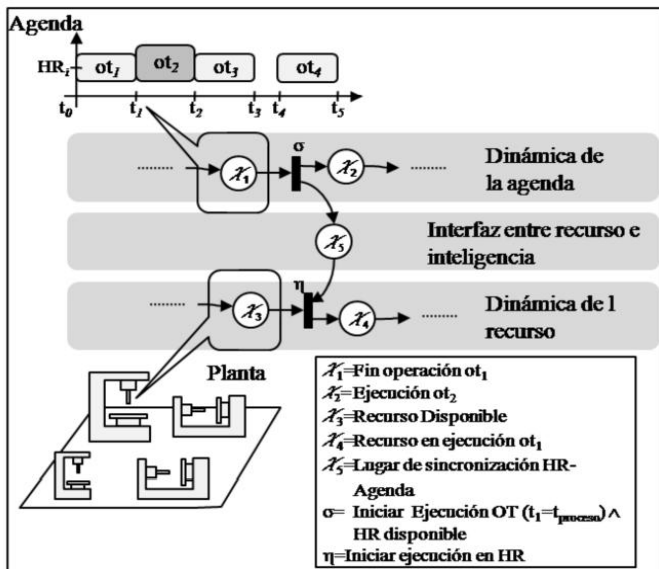 Agenda
HRi
ot1 ot2 ot3 ot4
t0 t1 t2 t3 t4 t5
σ
........ 𝒳1 𝒳2 ........
Dinámica de
la agenda
𝒳5
Interfaz entre recurso e
inteligencia
η
........ 𝒳3 𝒳4 ........
Dinámica de l
recurso
Planta
𝒳1=Fin operación ot1
𝒳2=Ejecución ot2
𝒳3=Recurso Disponible
𝒳4=Recurso en ejecución ot1
𝒳5=Lugar de sincronización HR-
Agenda
σ= Iniciar Ejecución OT (t1=tproceso) ∧
HR disponible
η=Iniciar ejecución en HR